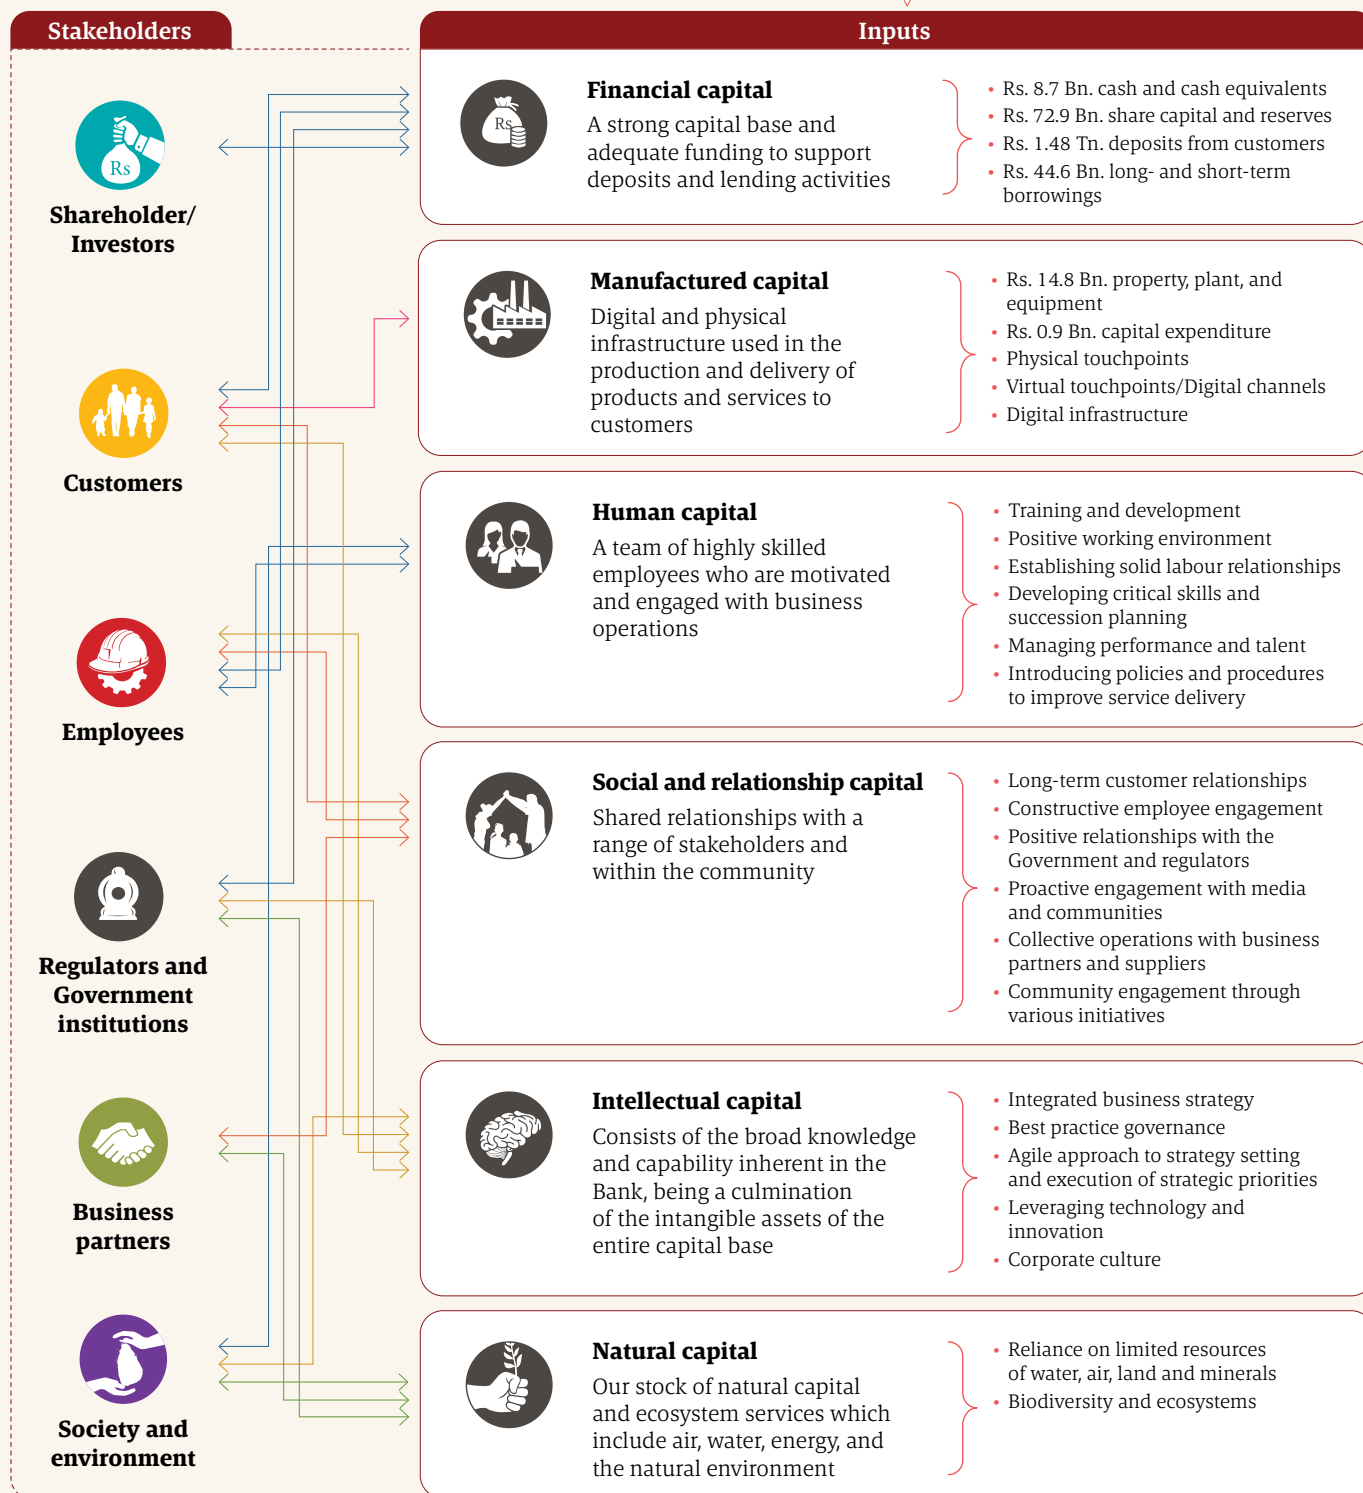 Stakeholders
Inputs
Rs
Shareholder/
Investors
Customers
Employees
Regulators and
Government
institutions
Business
partners
Society and
environment
Rs
Financial capital
A strong capital base and
adequate funding to support
deposits and lending activities
• Rs. 8.7 Bn. cash and cash equivalents
• Rs. 72.9 Bn. share capital and reserves
• Rs. 1.48 Tn. deposits from customers
• Rs. 44.6 Bn. long- and short-term
borrowings
Manufactured capital
Digital and physical
infrastructure used in the
production and delivery of
products and services to
customers
• Rs. 14.8 Bn. property, plant, and
equipment
• Rs. 0.9 Bn. capital expenditure
• Physical touchpoints
• Virtual touchpoints/Digital channels
• Digital infrastructure
Human capital
A team of highly skilled
employees who are motivated
and engaged with business
operations
• Training and development
• Positive working environment
• Establishing solid labour relationships
• Developing critical skills and
succession planning
• Managing performance and talent
• Introducing policies and procedures
to improve service delivery
Social and relationship capital
Shared relationships with a
range of stakeholders and
within the community
• Long-term customer relationships
• Constructive employee engagement
• Positive relationships with the
Government and regulators
• Proactive engagement with media
and communities
• Collective operations with business
partners and suppliers
• Community engagement through
various initiatives
Intellectual capital
Consists of the broad knowledge
and capability inherent in the
Bank, being a culmination
of the intangible assets of the
entire capital base
• Integrated business strategy
• Best practice governance
• Agile approach to strategy setting
and execution of strategic priorities
• Leveraging technology and
innovation
• Corporate culture
Natural capital
Our stock of natural capital
and ecosystem services which
include air, water, energy, and
the natural environment
• Reliance on limited resources
of water, air, land and minerals
• Biodiversity and ecosystems